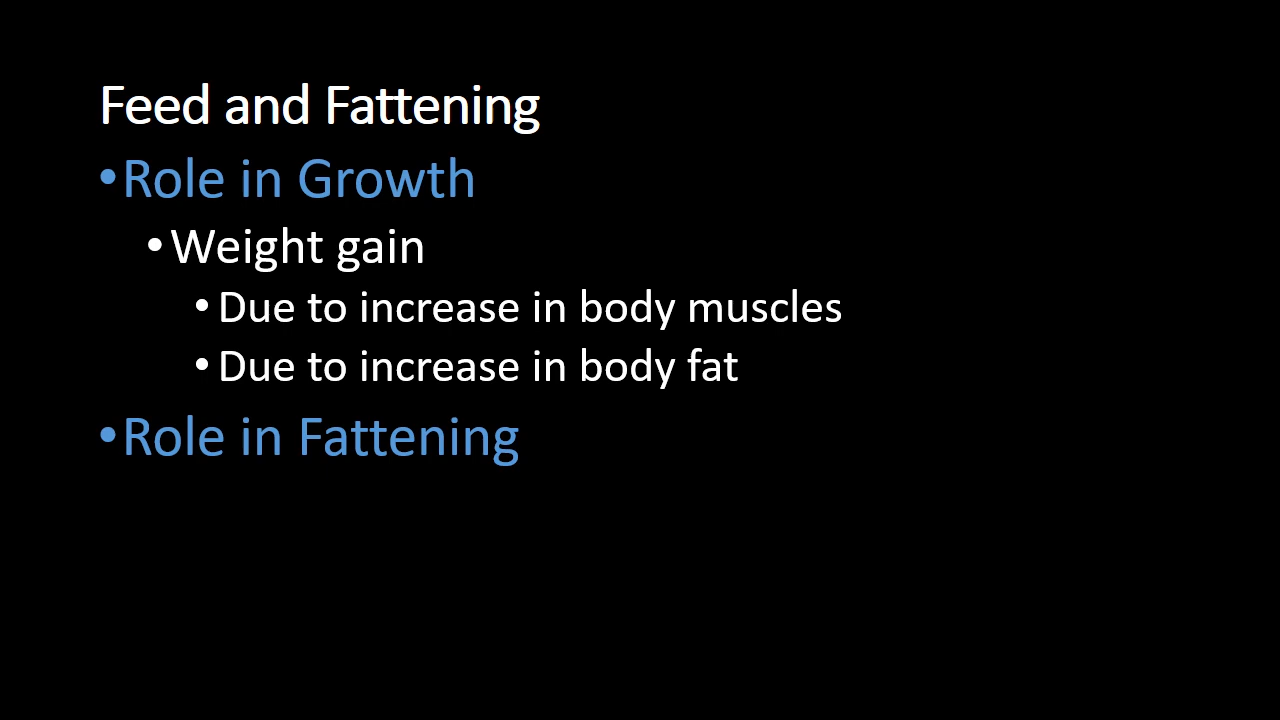 Feed and Fattening
•Role in Growth
•Weight gain
•Due to increase in body muscles
•Due to increase in body fat
•Role in Fattening